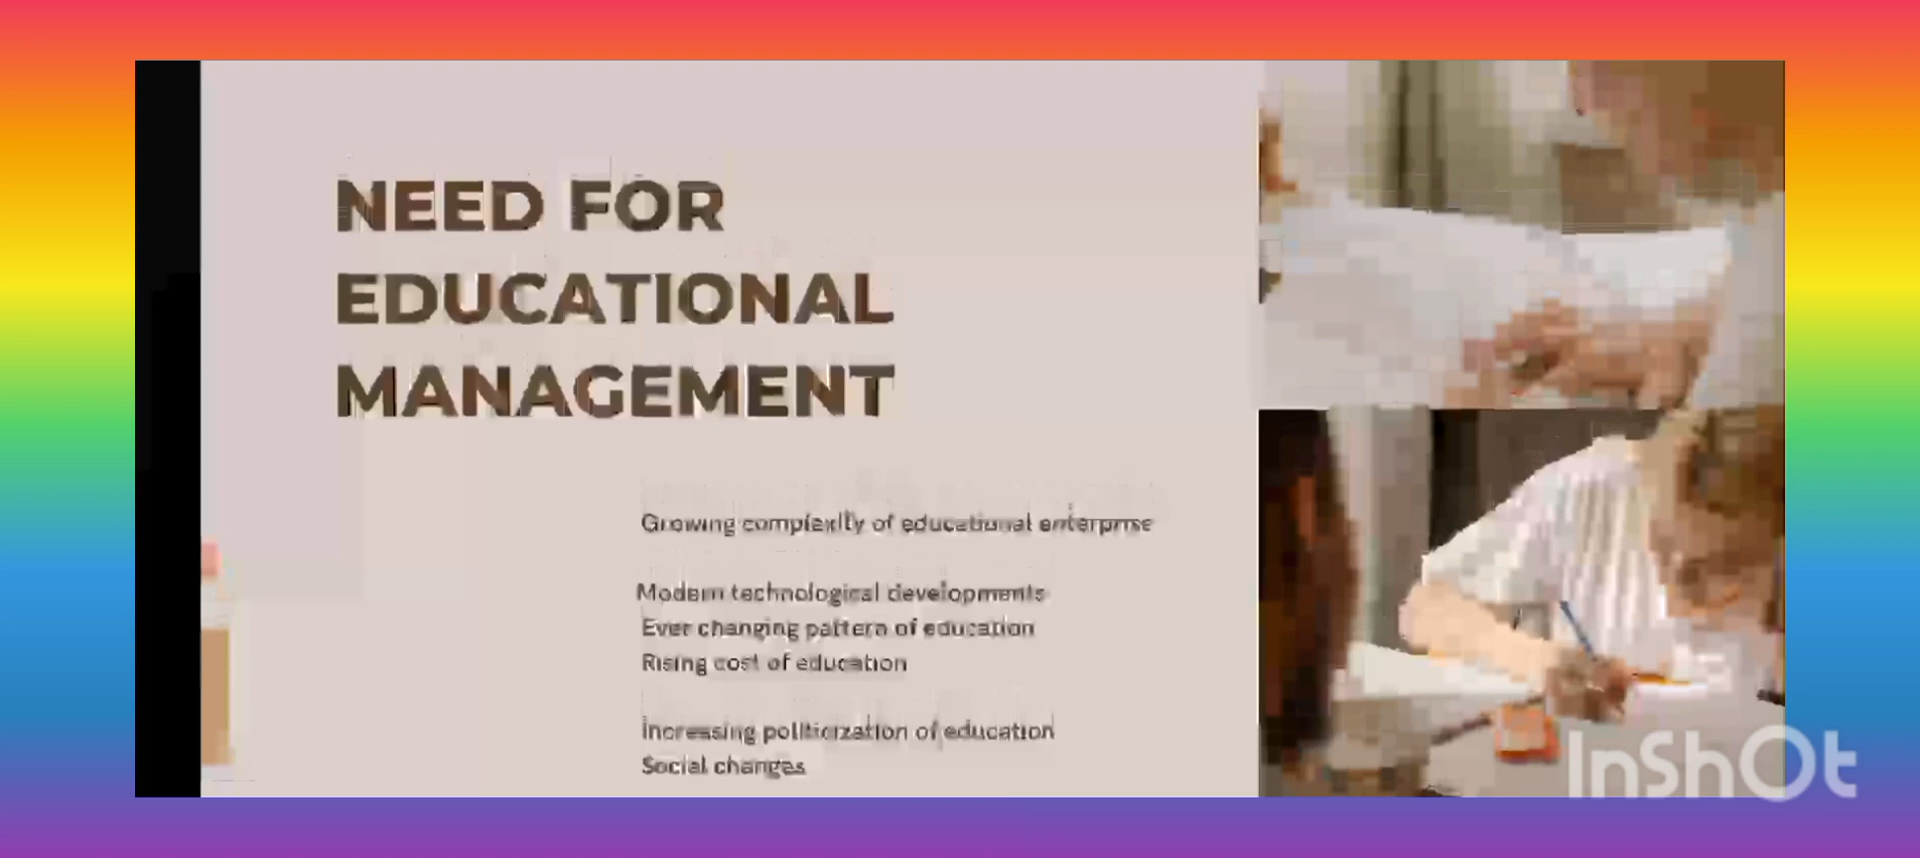 NEED FOR
EDUCATIONAL
MANAGEMENT
Growing complexity of educational enterprise
Modern technological developments
Ever changing pattern of education
Rising cost of education
Increasing politicization of education
Social changes
InShOt